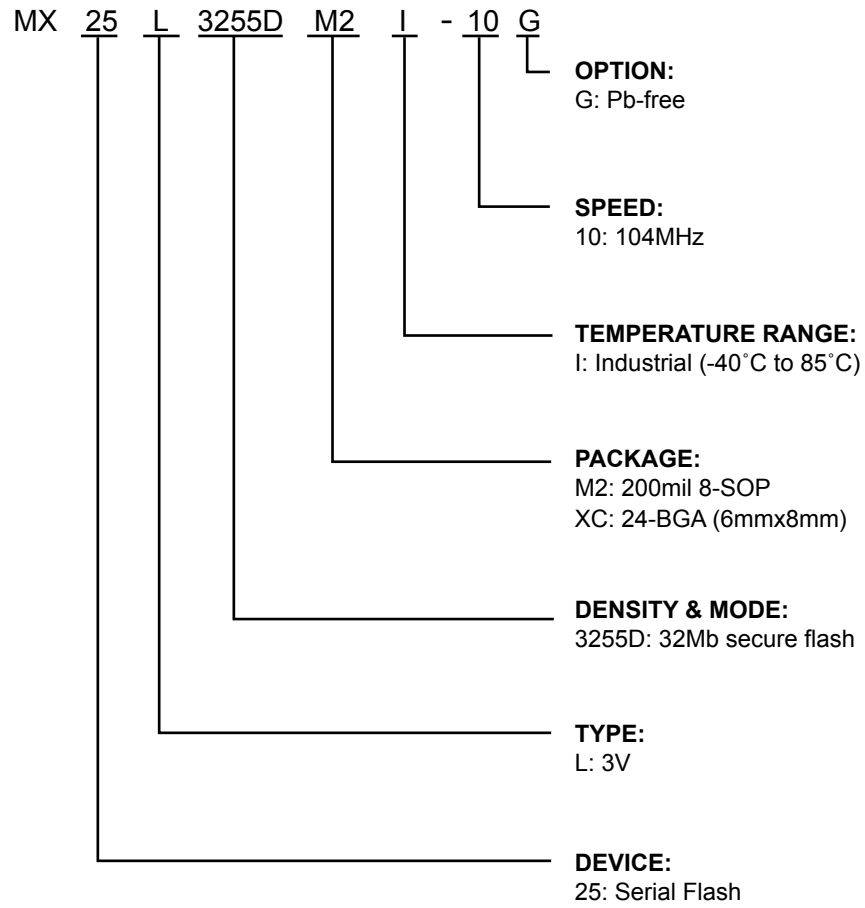 MX 25 L 3255D M2 I - 10 G
OPTION:
G: Pb-free
SPEED:
10: 104MHz
TEMPERATURE RANGE:
I: Industrial (-40˚C to 85˚C)
PACKAGE:
M2: 200mil 8-SOP
XC: 24-BGA (6mmx8mm)
DENSITY & MODE:
3255D: 32Mb secure flash
TYPE:
L: 3V
DEVICE:
25: Serial Flash